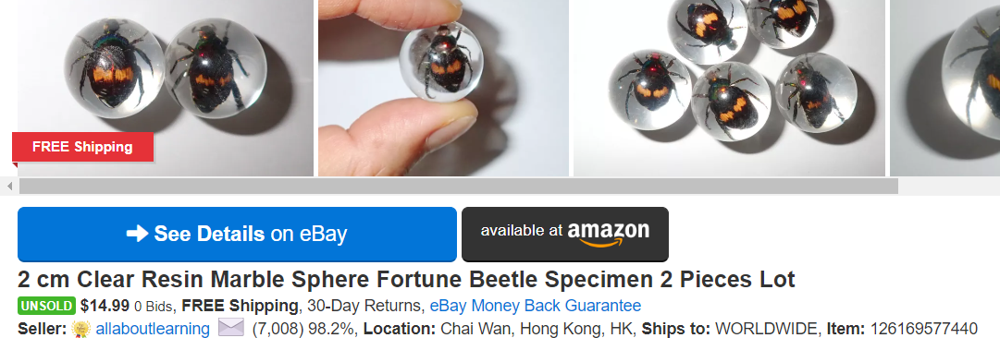 FREE Shipping
See Details on eBay
available at amazon
2 cm Clear Resin Marble Sphere Fortune Beetle Specimen 2 Pieces Lot
UNSOLD $14.99 0 Bids, FREE Shipping, 30-Day Returns, eBay Money Back Guarantee
Seller: allaboutlearning (7,008) 98.2%, Location: Chai Wan, Hong Kong, HK, Ships to: WORLDWIDE, Item: 126169577440